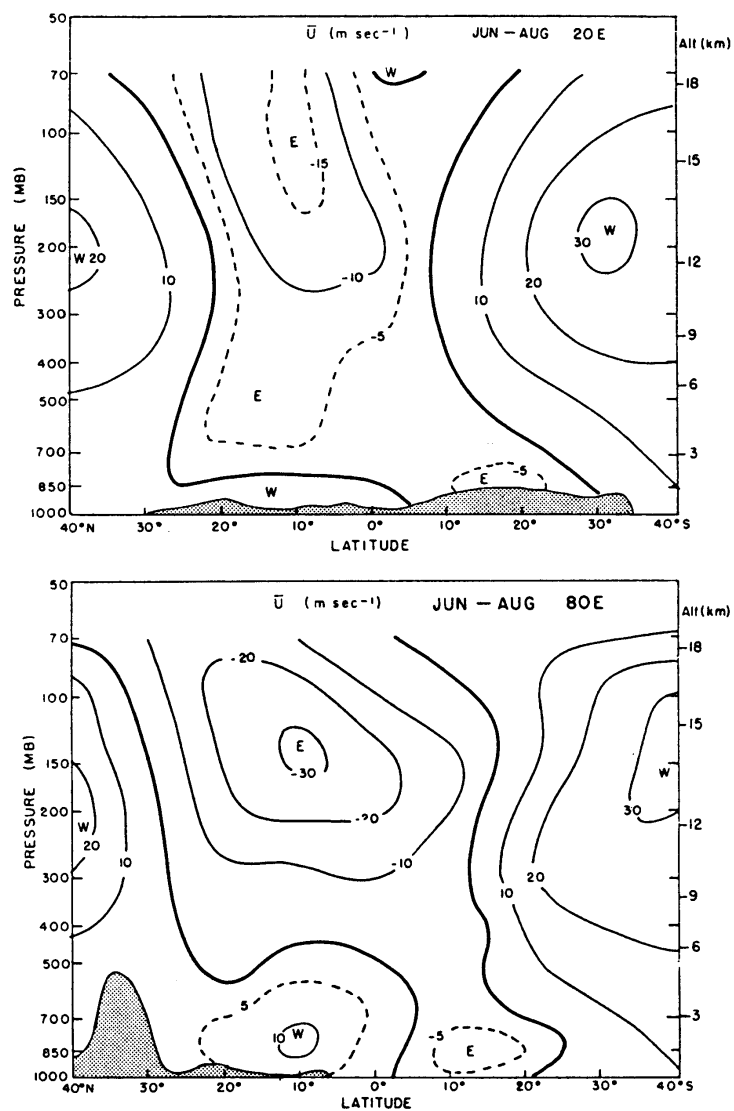 50
Ū (m sec⁻¹) JUN – AUG 20E
Alt (km)
70 W 18
100 E -15 15
150 W 30
200 W 20 -10 12
10 10 20
300 -5 9
400 6
500 E
700 3
850 W E -5
1000
40°N 30° 20° 10° 0° 10° 20° 30° 40°S
LATITUDE
PRESSURE (MB)
50
Ū (m sec⁻¹) JUN – AUG 80E
Alt (km)
70 -20 18
100 15
150 E -30 W
200 W 20 -20 30 12
10 -10 10 20
300 9
400 6
500
700 5 3
850 10 W -5 E
1000
40°N 30° 20° 10° 0° 10° 20° 30° 40°S
LATITUDE
PRESSURE (MB)